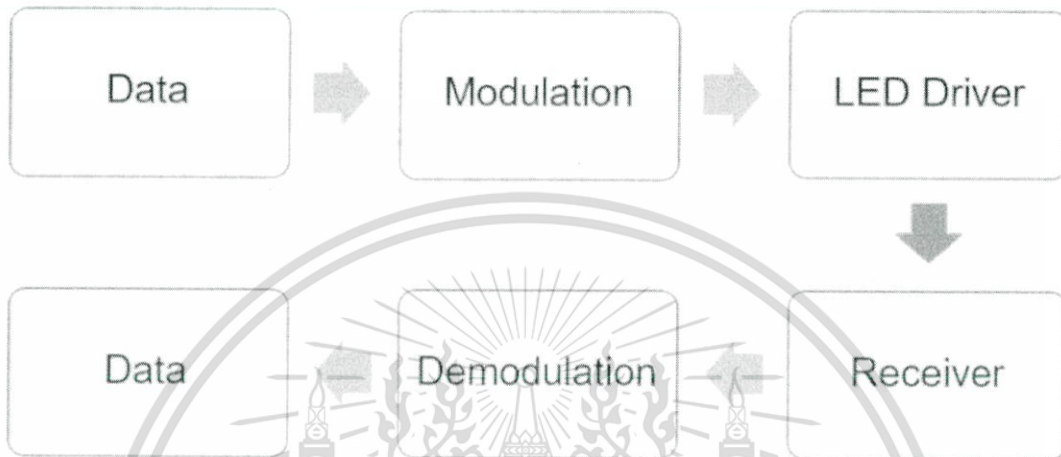 Data
Modulation
LED Driver
Data
Demodulation
Receiver